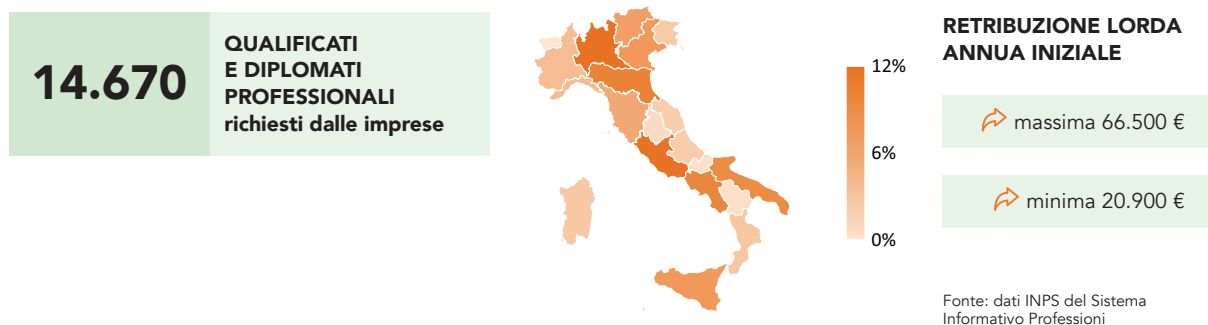 14.670
QUALIFICATI
E DIPLOMATI
PROFESSIONALI
richiesti dalle imprese
12%
6%
0%
RETRIBUZIONE LORDA
ANNUA INIZIALE
massima 66.500 €
minima 20.900 €
Fonte: dati INPS del Sistema
Informativo Professioni